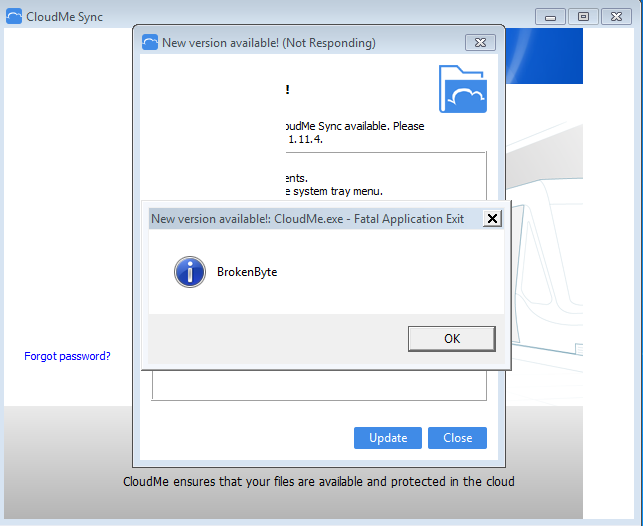 CloudMe Sync
New version available! (Not Responding)
!
oudMe Sync available. Please
1.11.4.
ents.
e system tray menu.
New version available!: CloudMe.exe - Fatal Application Exit
BrokenByte
OK
Forgot password?
Update
Close
CloudMe ensures that your files are available and protected in the cloud